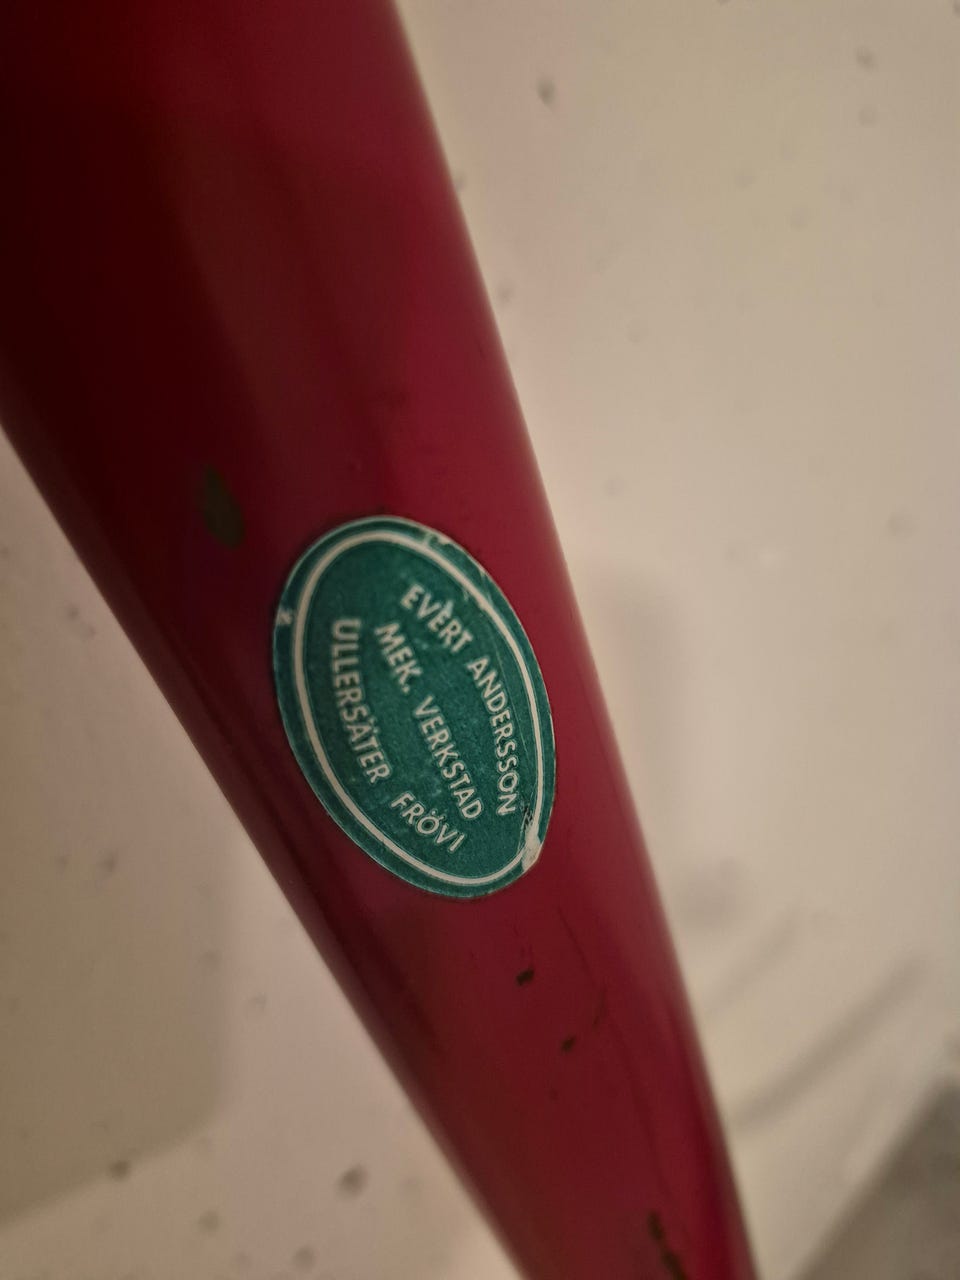 EVERT ANDERSSON
MEK. VERKSTAD
ULLERSÄTER FRÖVI